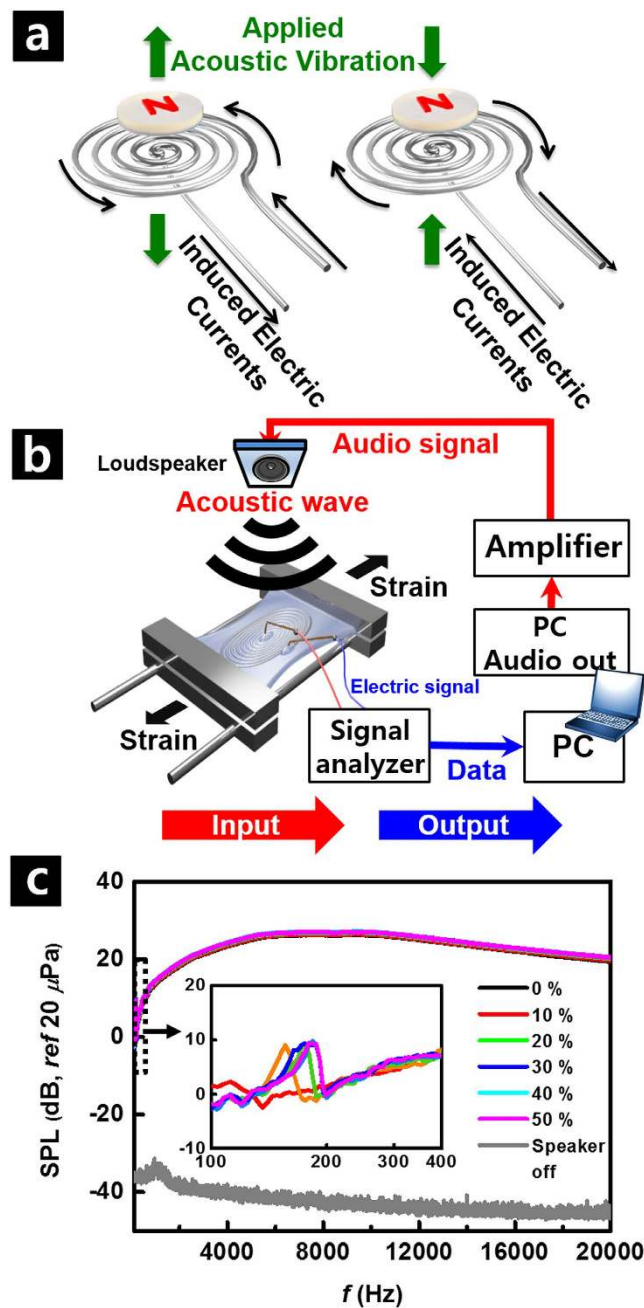 a
Applied
Acoustic Vibration
N
N
Induced Electric
Currents
Induced Electric
Currents
b
Loudspeaker
Audio signal
Acoustic wave
Amplifier
Strain
PC
Audio out
Electric signal
Strain
Signal
analyzer
Data
PC
Input
Output
c
SPL (dB, ref 20 μPa)
40
20
0
-20
-40
20
10
0
-10
100
200
300
400
0 %
10 %
20 %
30 %
40 %
50 %
Speaker
off
4000
8000
12000
16000
20000
f (Hz)